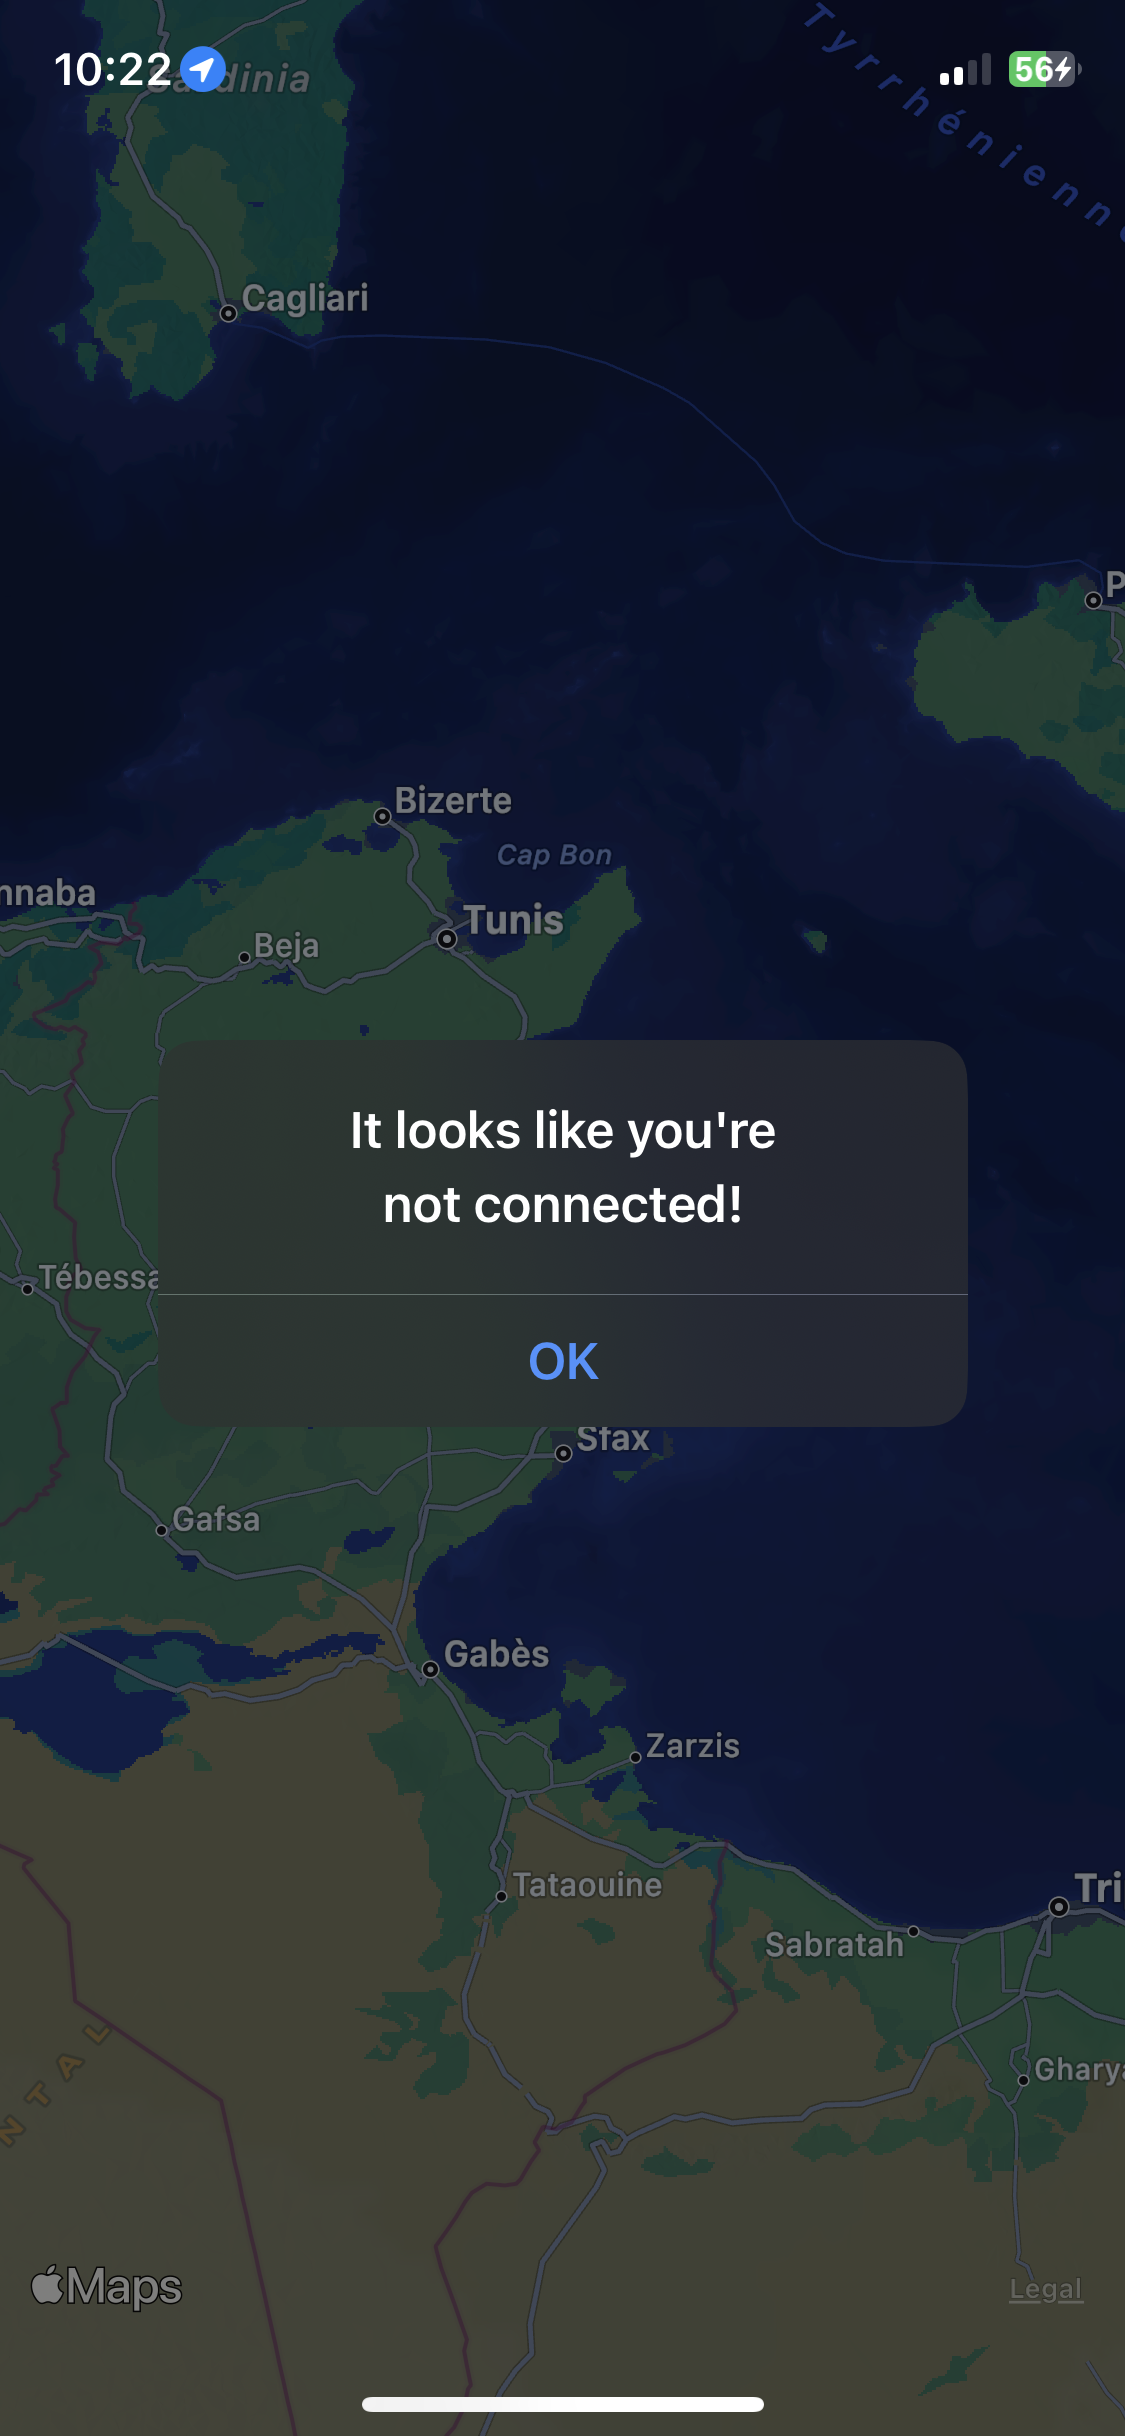 10:22
56
Sardinia
Tyrrhénienn
Cagliari
P
Bizerte
Cap Bon
nnaba
Tunis
Beja
It looks like you're
not connected!
Tébessa
OK
Sfax
Gafsa
Gabès
Zarzis
Tataouine
Tri
Sabratah
NTAL
Ghary
Maps
Legal